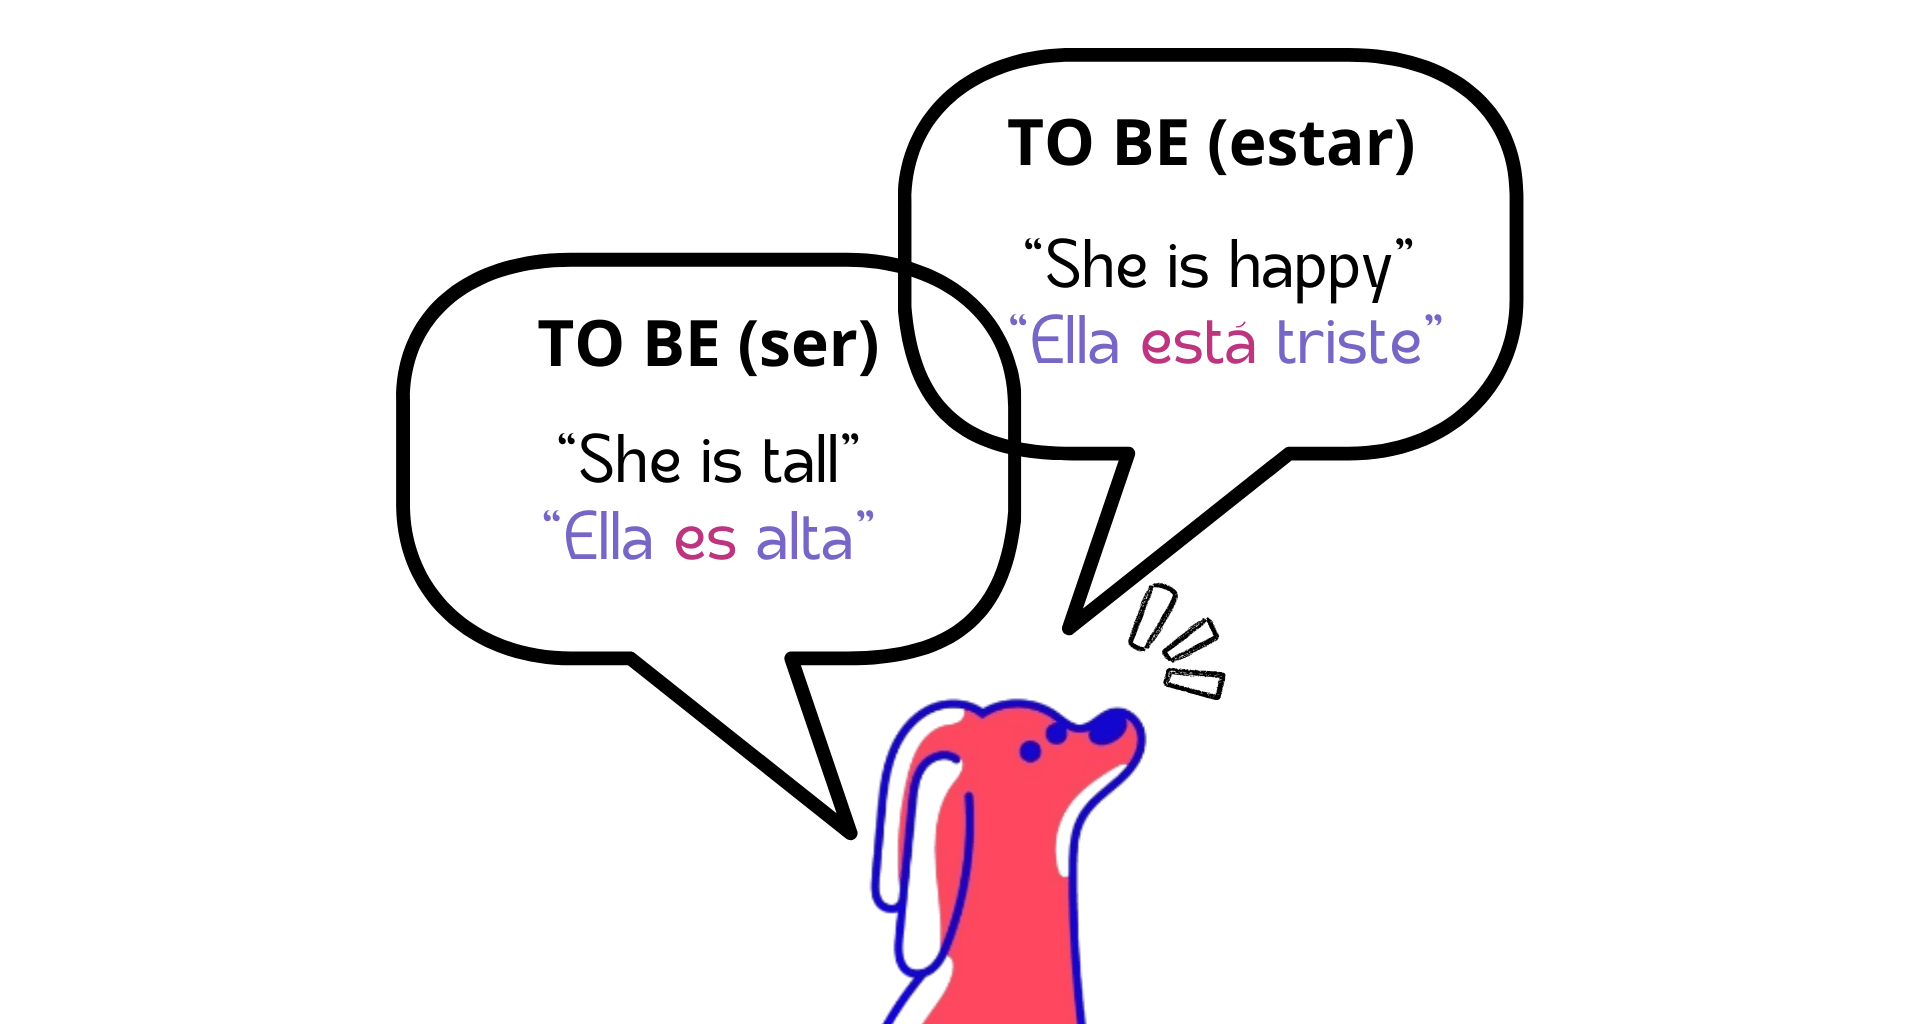 TO BE (estar)
“She is happy”
“Ella está triste”
TO BE (ser)
“She is tall”
“Ella es alta”